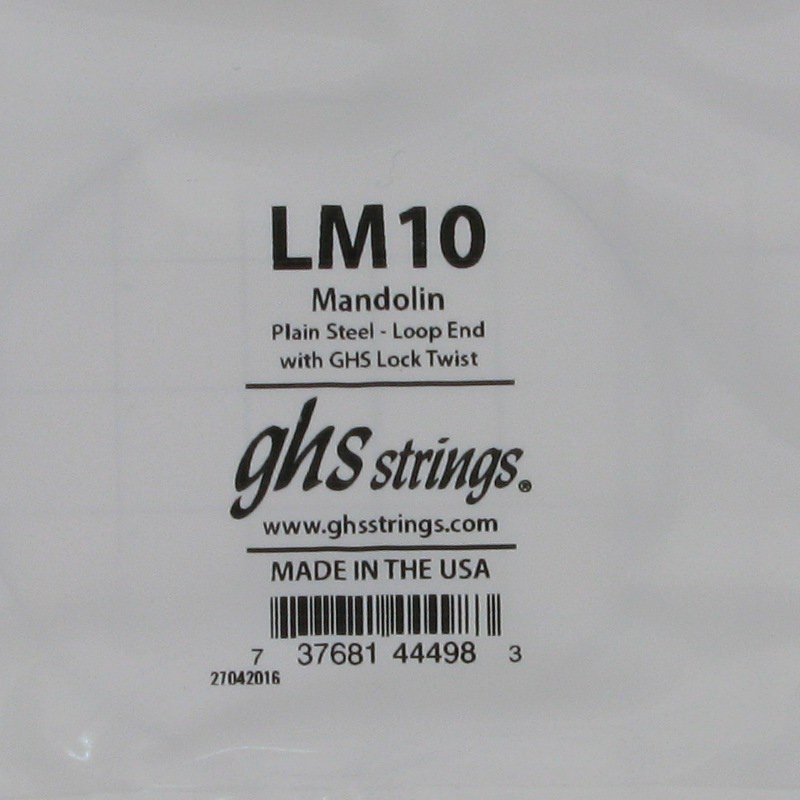 LM10
Mandolin
Plain Steel - Loop End
with GHS Lock Twist
ghs strings®
www.ghsstrings.com
MADE IN THE USA
7 37681 44498 3
27042016